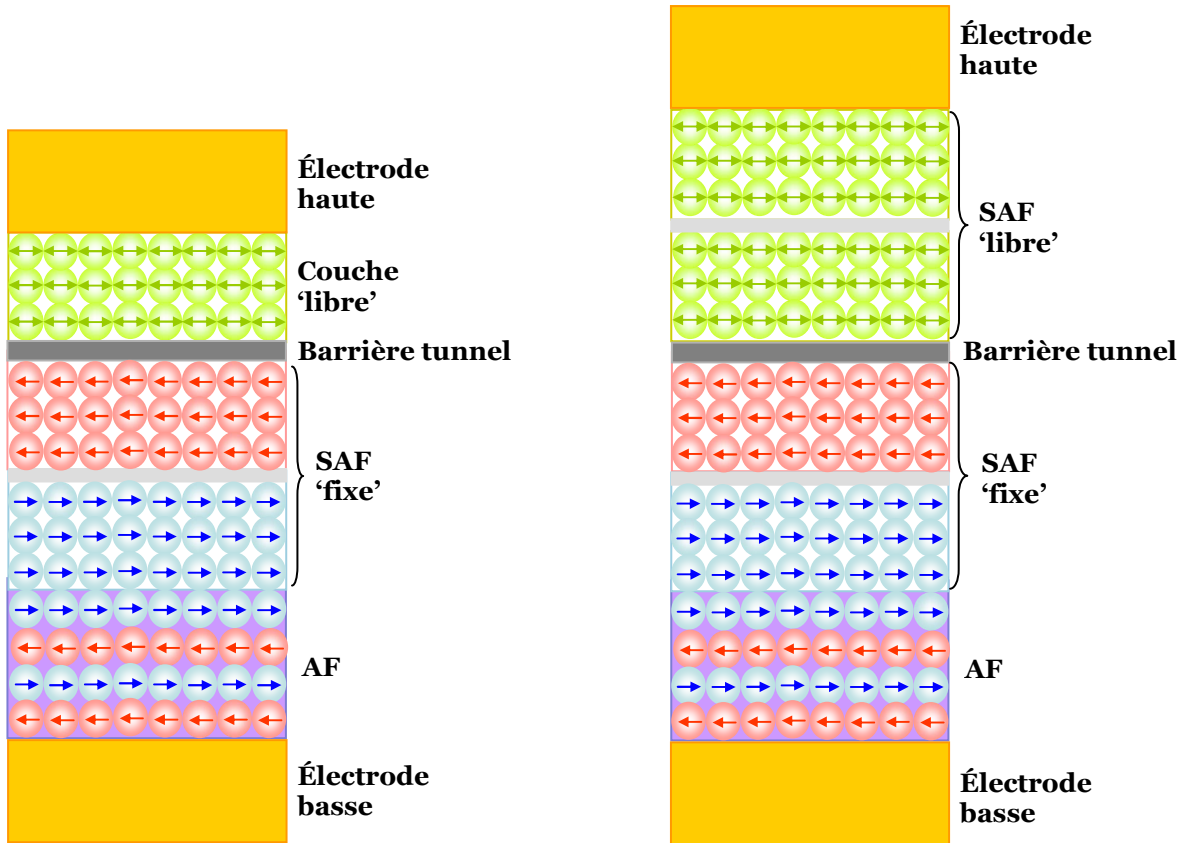 Électrode
haute
Couche
‘libre’
Barrière tunnel
SAF
‘fixe’
AF
Électrode
basse
Électrode
haute
SAF
‘libre’
Barrière tunnel
SAF
‘fixe’
AF
Électrode
basse